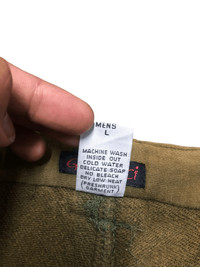 MENS
L
MACHINE WASH
INSIDE OUT
COLD WATER
DELICATE SOAP
NO BLEACH
DRY LOW-HEAT
(PRESHRUNK
GARMENT)